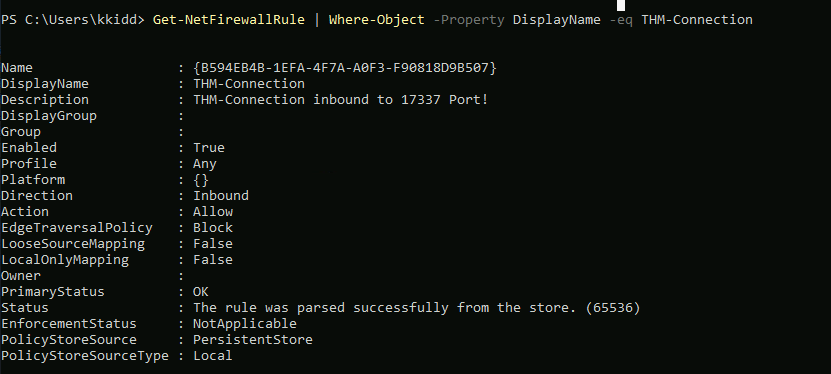 PS C:\Users\kkidd> Get-NetFirewallRule | Where-Object -Property DisplayName -eq THM-Connection
Name                  : {B594EB4B-1EFA-4F7A-A0F3-F90818D9B507}
DisplayName           : THM-Connection
Description           : THM-Connection inbound to 17337 Port!
DisplayGroup          :
Group                 :
Enabled               : True
Profile               : Any
Platform              : {}
Direction             : Inbound
Action                : Allow
EdgeTraversalPolicy   : Block
LooseSourceMapping    : False
LocalOnlyMapping      : False
Owner                 :
PrimaryStatus         : OK
Status                : The rule was parsed successfully from the store. (65536)
EnforcementStatus     : NotApplicable
PolicyStoreSource     : PersistentStore
PolicyStoreSourceType : Local